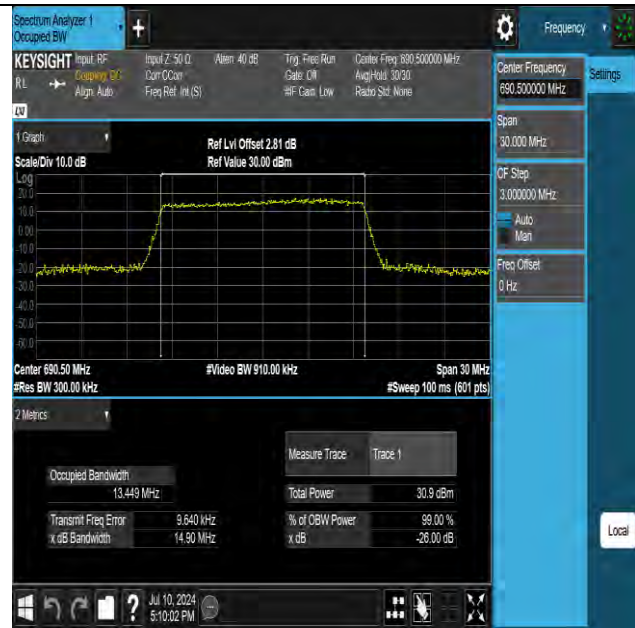 Spectrum Analyzer 1
Occupied BW
Frequency
KEYSIGHT
Input: RF
Input Z: 50 Ω
Atten: 40 dB
Trig: Free Run
Center Freq: 690.500000 MHz
RL
Coupling: DC
Corr CCorr
Gate: Off
Avg|Hold: 30/30
Align: Auto
Freq Ref: Int (S)
#IF Gain: Low
Radio Std: None
LXI
Center Frequency
690.500000 MHz
Settings
Span
30.000 MHz
CF Step
3.000000 MHz
Auto
Man
Freq Offset
0 Hz
Local
1 Graph
Ref Lvl Offset 2.81 dB
Scale/Div 10.0 dB
Ref Value 30.00 dBm
Log
20.0
10.0
0.00
-10.0
-20.0
-30.0
-40.0
-50.0
-60.0
Center 690.50 MHz
#Video BW 910.00 kHz
Span 30 MHz
#Res BW 300.00 kHz
#Sweep 100 ms (601 pts)
2 Metrics
Measure Trace
Trace 1
Occupied Bandwidth
13.449 MHz
Total Power
30.9 dBm
Transmit Freq Error
9.640 kHz
% of OBW Power
99.00 %
x dB Bandwidth
14.90 MHz
x dB
-26.00 dB
?
Jul 10, 2024
5:10:02 PM